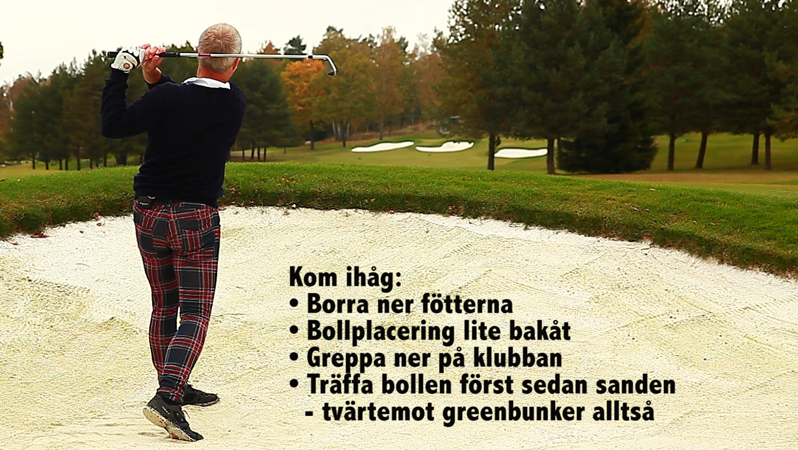 Kom ihåg:
• Borra ner fötterna
• Bollplacering lite bakåt
• Greppa ner på klubban
• Träffa bollen först sedan sanden
- tvärtemot greenbunker alltså